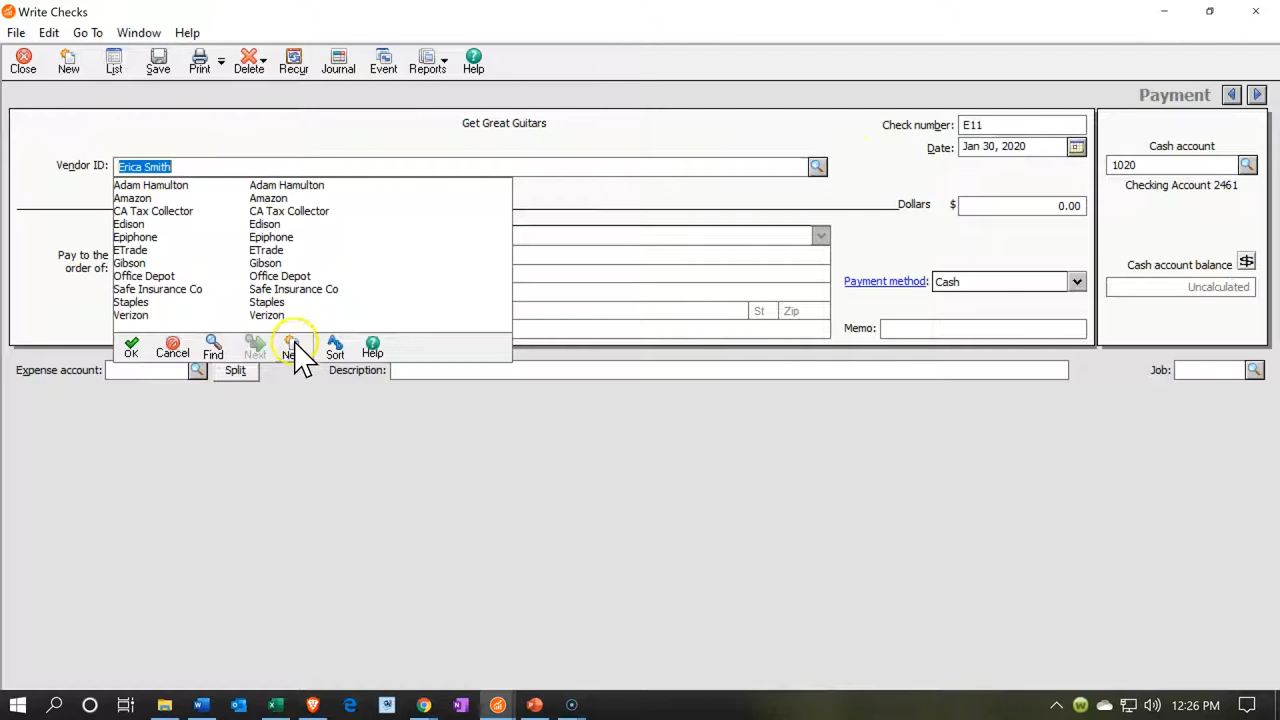 Write Checks
File Edit Go To Window Help
Close New List Save Print Delete Recur Journal Event Reports Help
Payment
Get Great Guitars
Check number: E11
Date: Jan 30, 2020
Cash account
1020
Checking Account 2461
Vendor ID: Erica Smith
Adam Hamulton Adam Hamulton
Amazon Amazon
CA Tax Collector CA Tax Collector
Edison Edison
Epiphone Epiphone
ETrade ETrade
Gibson Gibson
Office Depot Office Depot
Safe Insurance Co Safe Insurance Co
Staples Staples
Verizon Verizon
OK Cancel Find Next Sort Help
Dollars $ 0.00
Pay to the
order of:
St Zip
Payment method: Cash
Memo:
Cash account balance
Uncalculated
Expense account: Split Description: Job:
12:26 PM